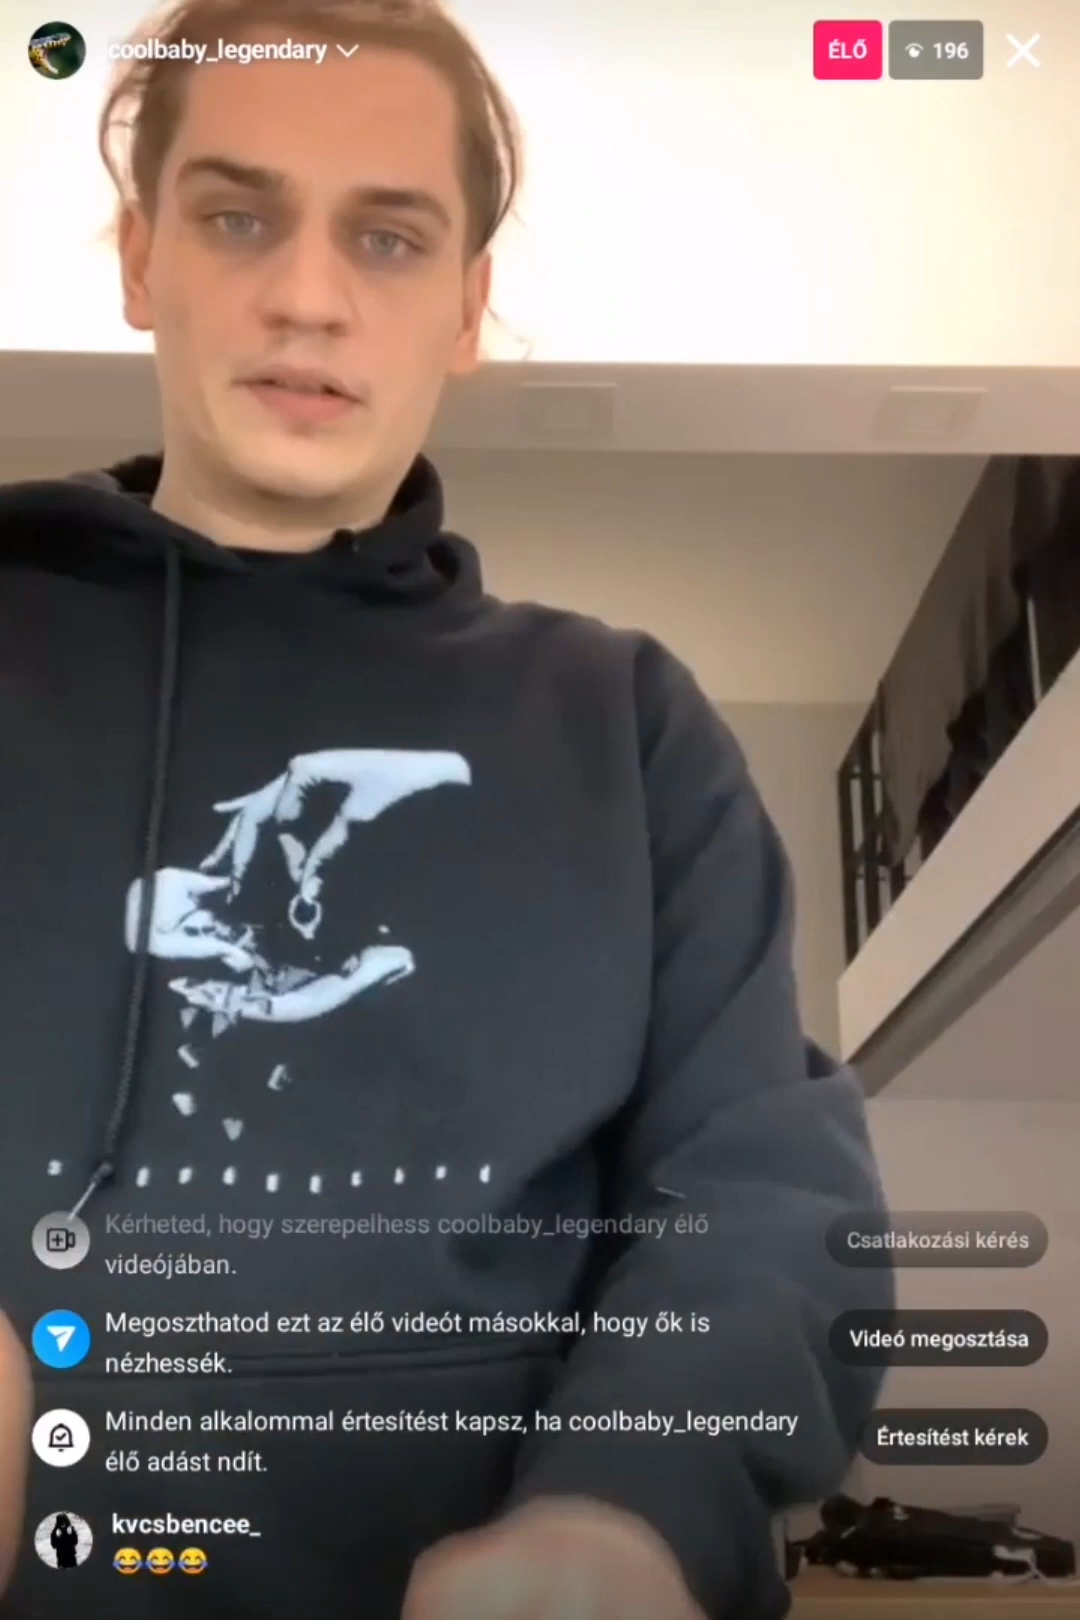 coolbaby_legendary
ÉLŐ
196
Kérheted, hogy szerepelhess coolbaby_legendary élő
videójában.
Csatlakozási kérés
Megoszthatod ezt az élő videót másokkal, hogy ők is
nézhessék.
Videó megosztása
Minden alkalommal értesítést kapsz, ha coolbaby_legendary
élő adást ndít.
Értesítést kérek
kvcsbencee_
😂😂😂